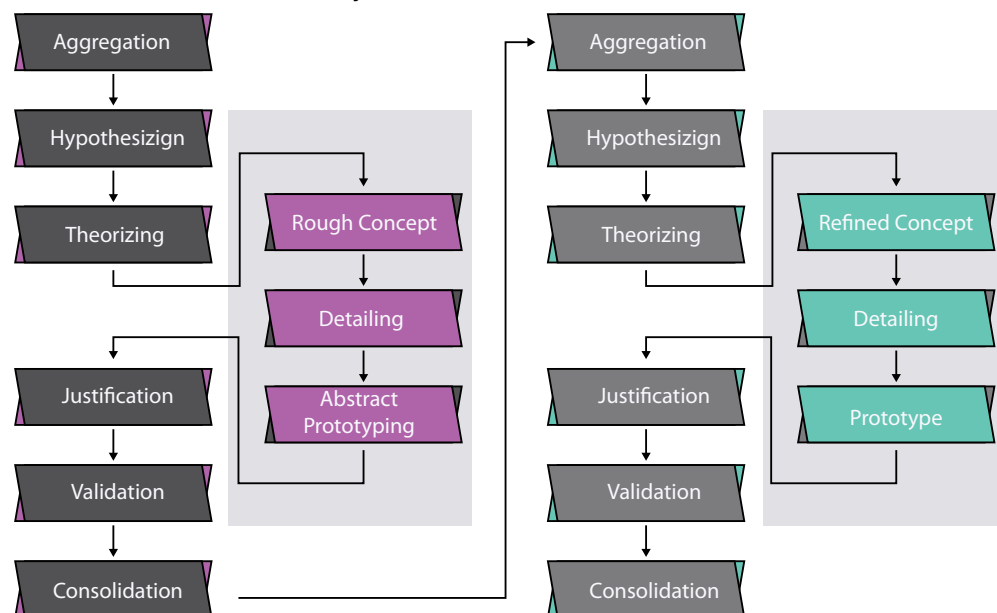 Aggregation
Hypothesizign
Theorizing
Rough Concept
Detailing
Abstract
Prototyping
Justification
Validation
Consolidation
Aggregation
Hypothesizign
Theorizing
Refined Concept
Detailing
Prototype
Justification
Validation
Consolidation